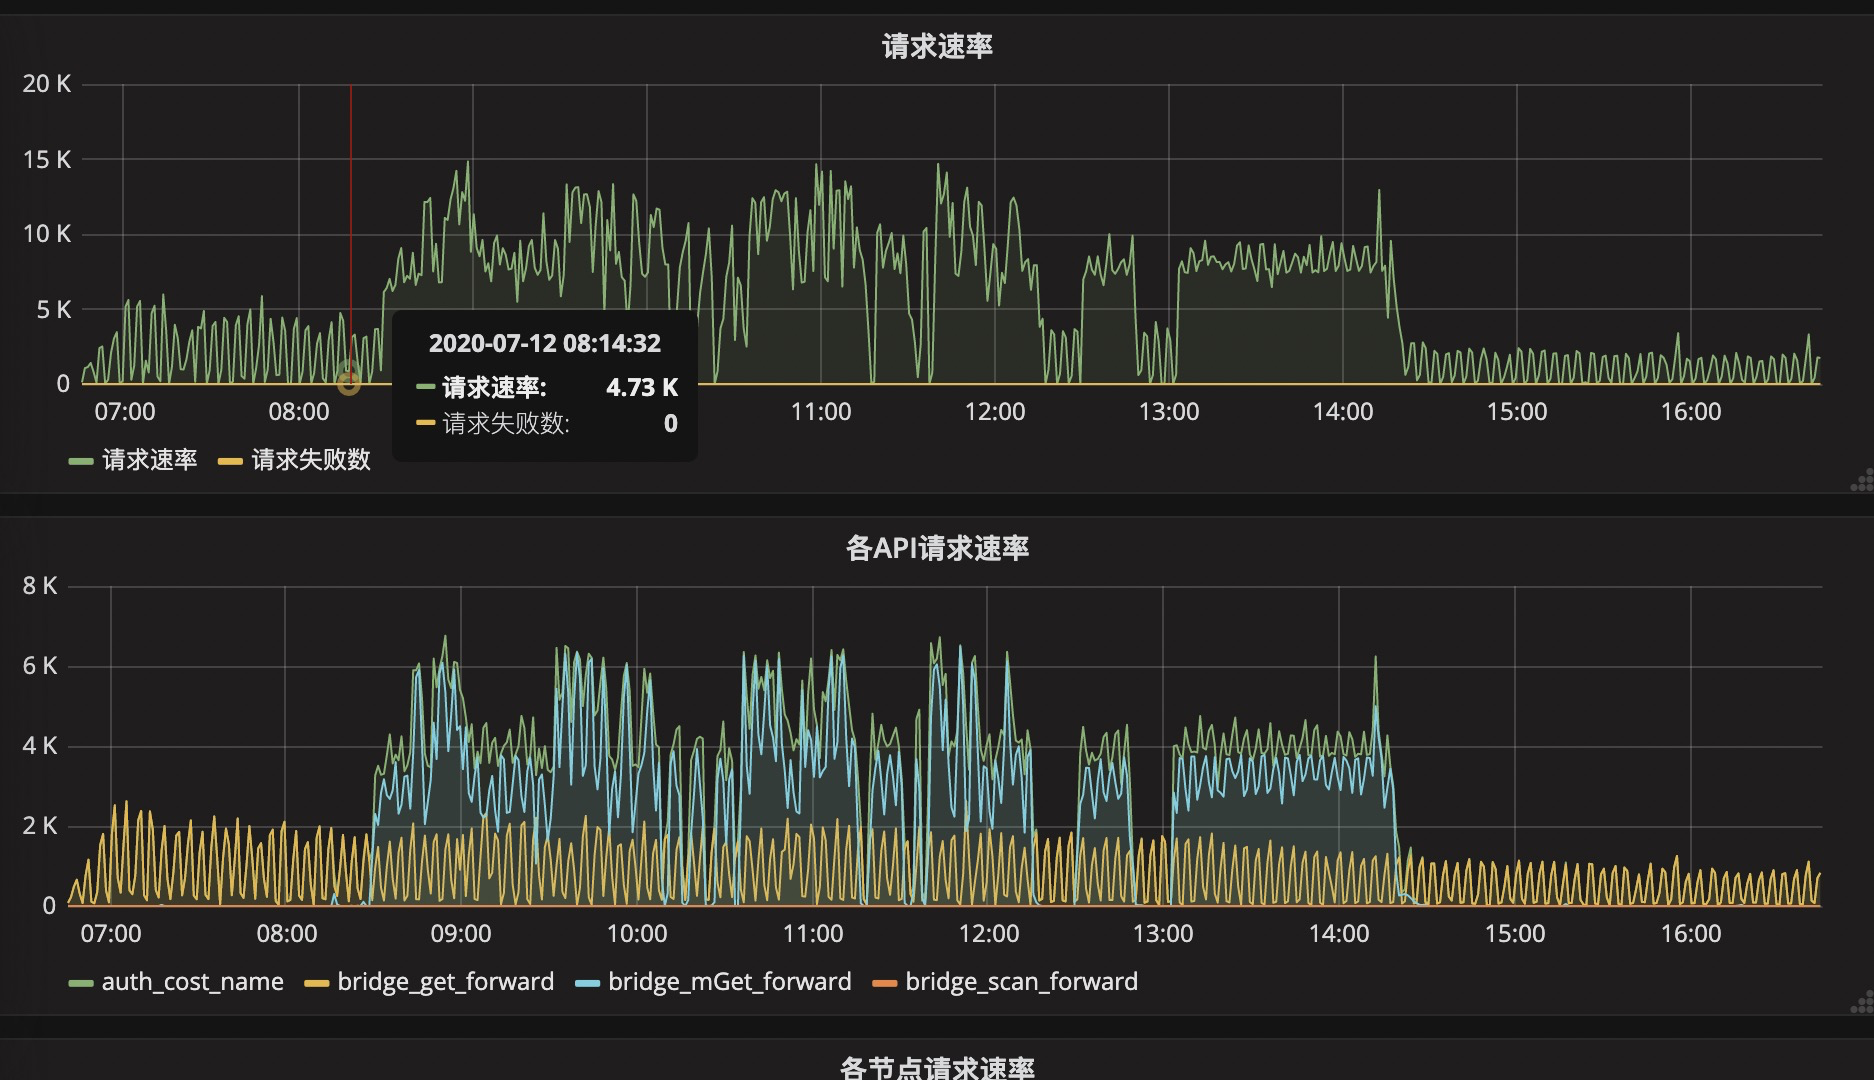 请求速率
20 K
15 K
10 K
5 K
0
07:00 08:00 11:00 12:00 13:00 14:00 15:00 16:00
2020-07-12 08:14:32
请求速率: 4.73 K
请求失败数: 0
请求速率 请求失败数
各API请求速率
8 K
6 K
4 K
2 K
0
07:00 08:00 09:00 10:00 11:00 12:00 13:00 14:00 15:00 16:00
auth_cost_name bridge_get_forward bridge_mGet_forward bridge_scan_forward
各节点请求速率